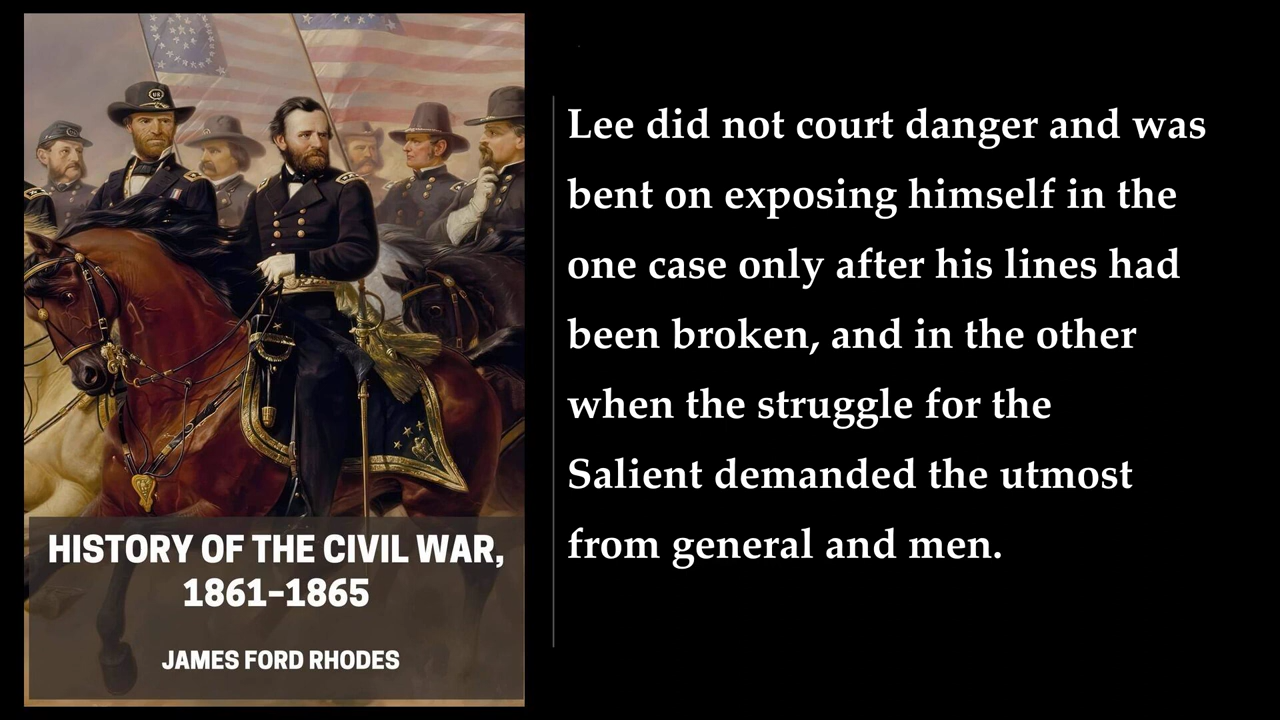 HISTORY OF THE CIVIL WAR,
1861–1865
JAMES FORD RHODES
Lee did not court danger and was
bent on exposing himself in the
one case only after his lines had
been broken, and in the other
when the struggle for the
Salient demanded the utmost
from general and men.